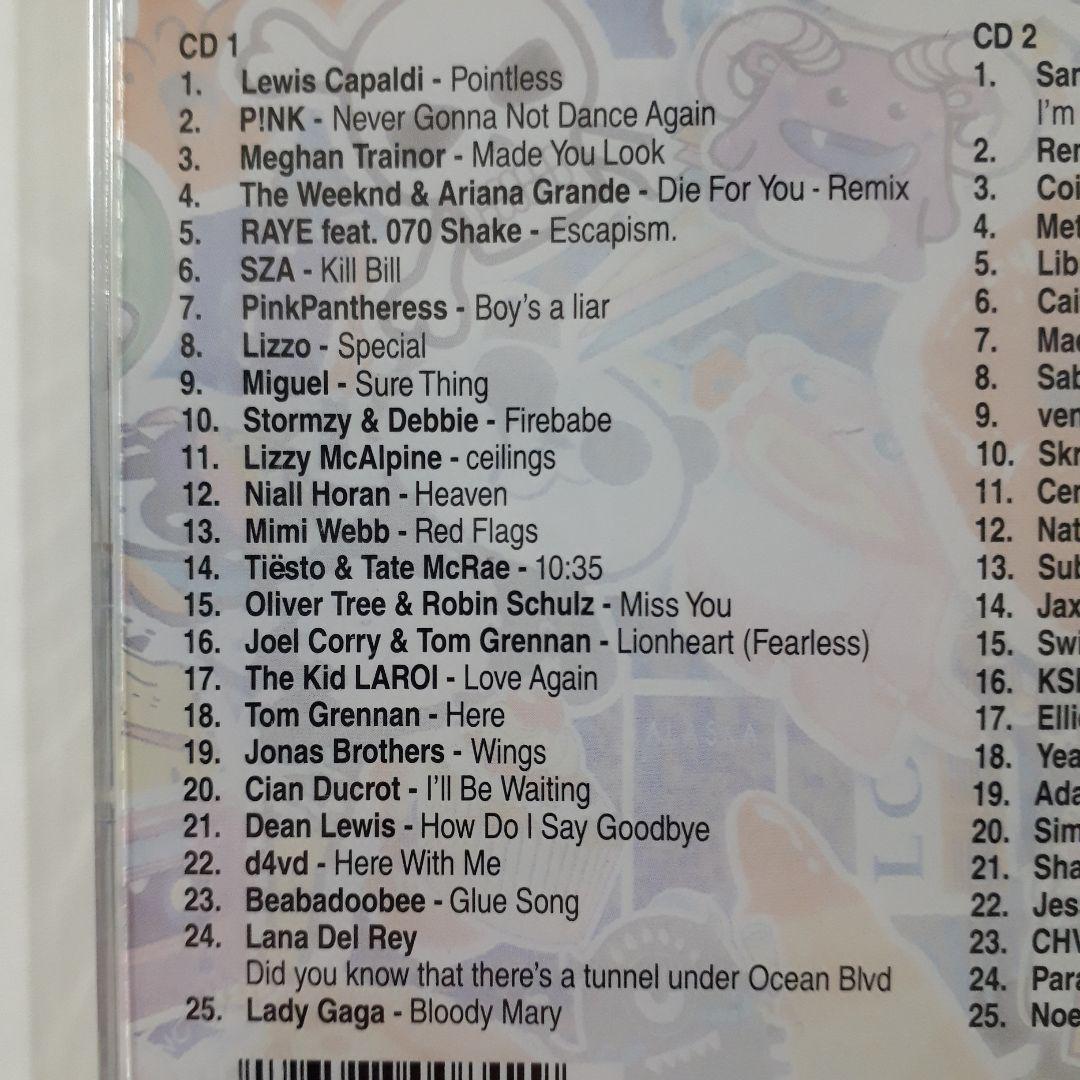 CD 1
1. Lewis Capaldi - Pointless
2. P!NK - Never Gonna Not Dance Again
3. Meghan Trainor - Made You Look
4. The Weeknd & Ariana Grande - Die For You - Remix
5. RAYE feat. 070 Shake - Escapism.
6. SZA - Kill Bill
7. PinkPantheress - Boy's a liar
8. Lizzo - Special
9. Miguel - Sure Thing
10. Stormzy & Debbie - Firebabe
11. Lizzy McAlpine - ceilings
12. Niall Horan - Heaven
13. Mimi Webb - Red Flags
14. Tiësto & Tate McRae - 10:35
15. Oliver Tree & Robin Schulz - Miss You
16. Joel Corry & Tom Grennan - Lionheart (Fearless)
17. The Kid LAROI - Love Again
18. Tom Grennan - Here
19. Jonas Brothers - Wings
20. Cian Ducrot - I'll Be Waiting
21. Dean Lewis - How Do I Say Goodbye
22. d4vd - Here With Me
23. Beabadoobee - Glue Song
24. Lana Del Rey
Did you know that there's a tunnel under Ocean Blvd
25. Lady Gaga - Bloody Mary
CD 2
1.
I'm
2.
3.
4.
5.
6.
7.
8.
9.
10.
11.
12.
13.
14.
15.
16.
17.
18.
19.
20.
21.
22.
23.
24.
25.
ALASKA